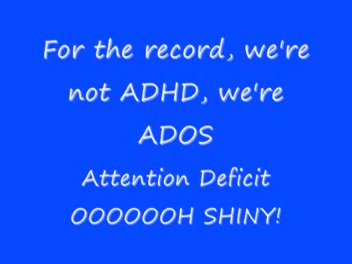 For the record, we're
not ADHD, we're
ADOS
Attention Deficit
OOOOOOH SHINY!